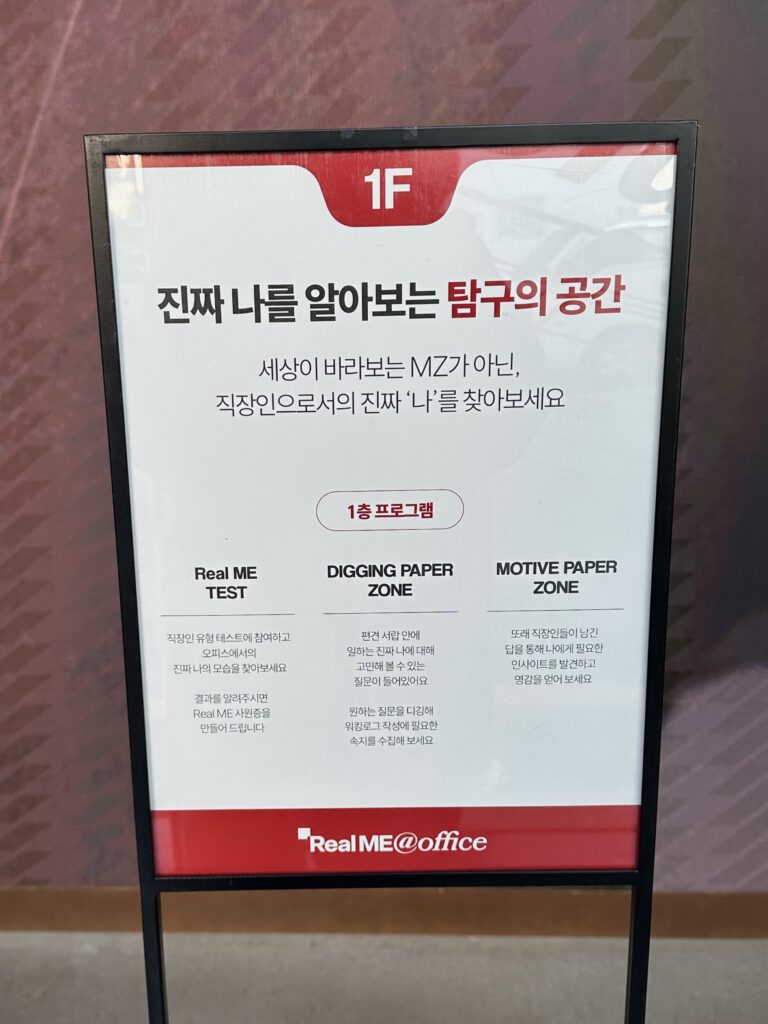 1F
진짜 나를 알아보는 탐구의 공간
세상이 바라보는 MZ가 아닌,
직장인으로서의 진짜 ‘나’를 찾아보세요
1층 프로그램
Real ME
TEST
직장인 유형 테스트에 참여하고
오피스에서의
진짜 나의 모습을 찾아보세요
결과를 알려주시면
Real ME 사원증을
만들어 드립니다
DIGGING PAPER
ZONE
편견 서랍 안에
일하는 진짜 나에 대해
고민해 볼 수 있는
질문이 들어있어요
원하는 질문을 디깅해
워킹로그 작성에 필요한
속지를 수집해 보세요
MOTIVE PAPER
ZONE
또래 직장인들이 남긴
답을 통해 나에게 필요한
인사이트를 발견하고
영감을 얻어 보세요
Real ME@office